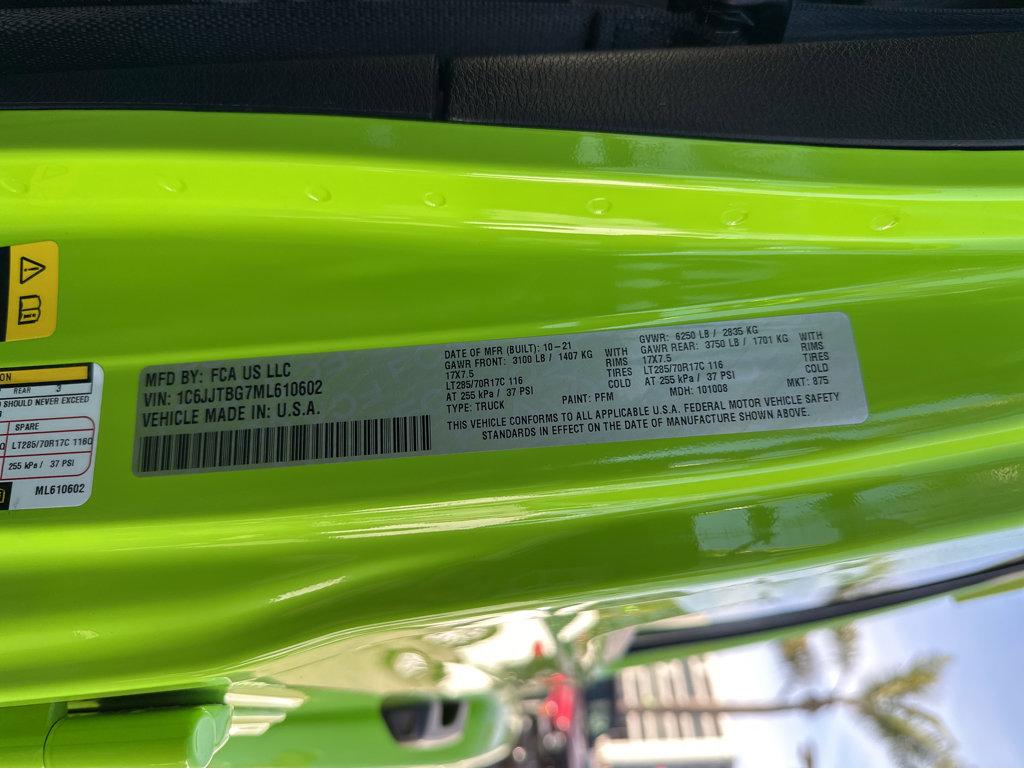 ON
REAR 3
SHOULD NEVER EXCEED
SPARE
LT285/70R17C 116Q
255 kPa / 37 PSI
ML610602
MFD BY: FCA US LLC
VIN: 1C6JJTBG7ML610602
VEHICLE MADE IN: U.S.A.
DATE OF MFR (BUILT): 10-21
GAWR FRONT: 3100 LB / 1407 KG WITH
17X7.5 RIMS
LT285/70R17C 116 TIRES
AT 255 kPa / 37 PSI COLD
TYPE: TRUCK PAINT: PFM
GVWR: 6250 LB / 2835 KG
GAWR REAR: 3750 LB / 1701 KG WITH
17X7.5 RIMS
LT285/70R17C 116 TIRES
AT 255 kPa / 37 PSI COLD
MDH: 101008 MKT: 875
THIS VEHICLE CONFORMS TO ALL APPLICABLE U.S.A. FEDERAL MOTOR VEHICLE SAFETY
STANDARDS IN EFFECT ON THE DATE OF MANUFACTURE SHOWN ABOVE.